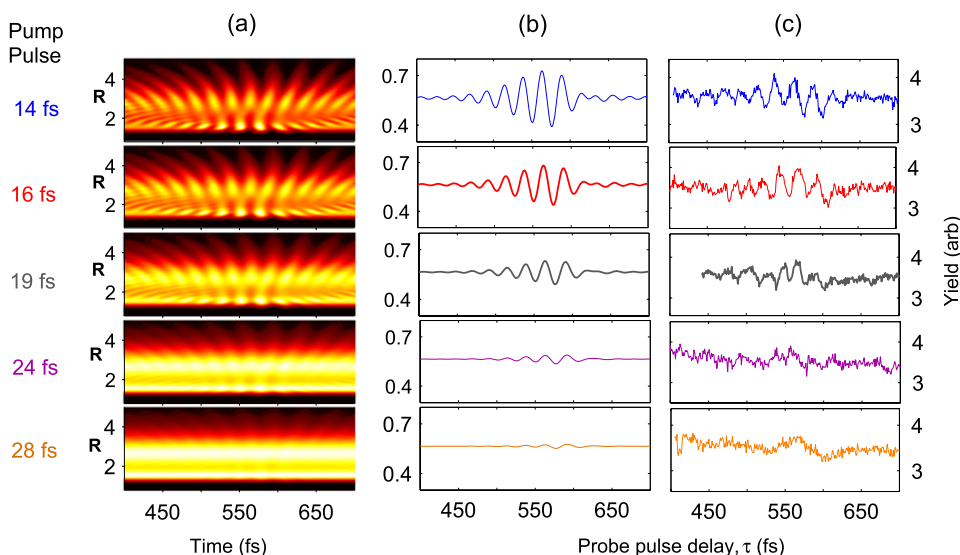 (a) (b) (c)
Pump
Pulse
14 fs
16 fs
19 fs
24 fs
28 fs
R 4 2
R 4 2
R 4 2
R 4 2
R 4 2
450 550 650
Time (fs)
0.7 0.4
0.7 0.4
0.7 0.4
0.7 0.4
0.7 0.4
450 550 650
4 3
4 3
4 3
4 3
4 3
450 550 650
Probe pulse delay, τ (fs)
Yield (arb)